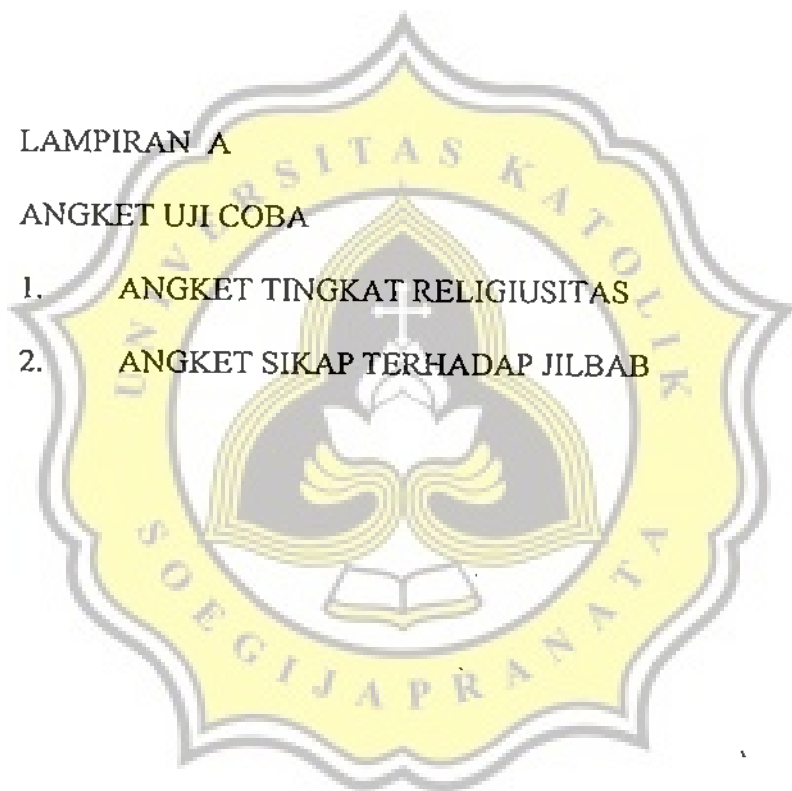 LAMPIRAN A
ANGKET UJI COBA
1. ANGKET TINGKAT RELIGIUSITAS
2. ANGKET SIKAP TERHADAP JILBAB
UNIVERSITAS KATOLIK
SOEGIJAPRANATA